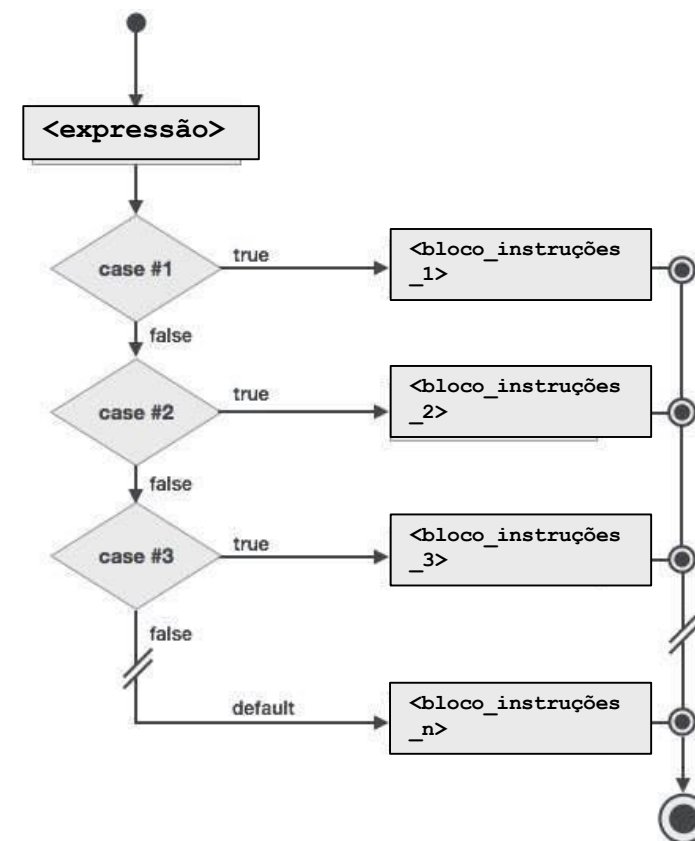 <expressão>
case #1
true
<bloco_instruções
_1>
false
case #2
true
<bloco_instruções
_2>
false
case #3
true
<bloco_instruções
_3>
false
default
<bloco_instruções
_n>